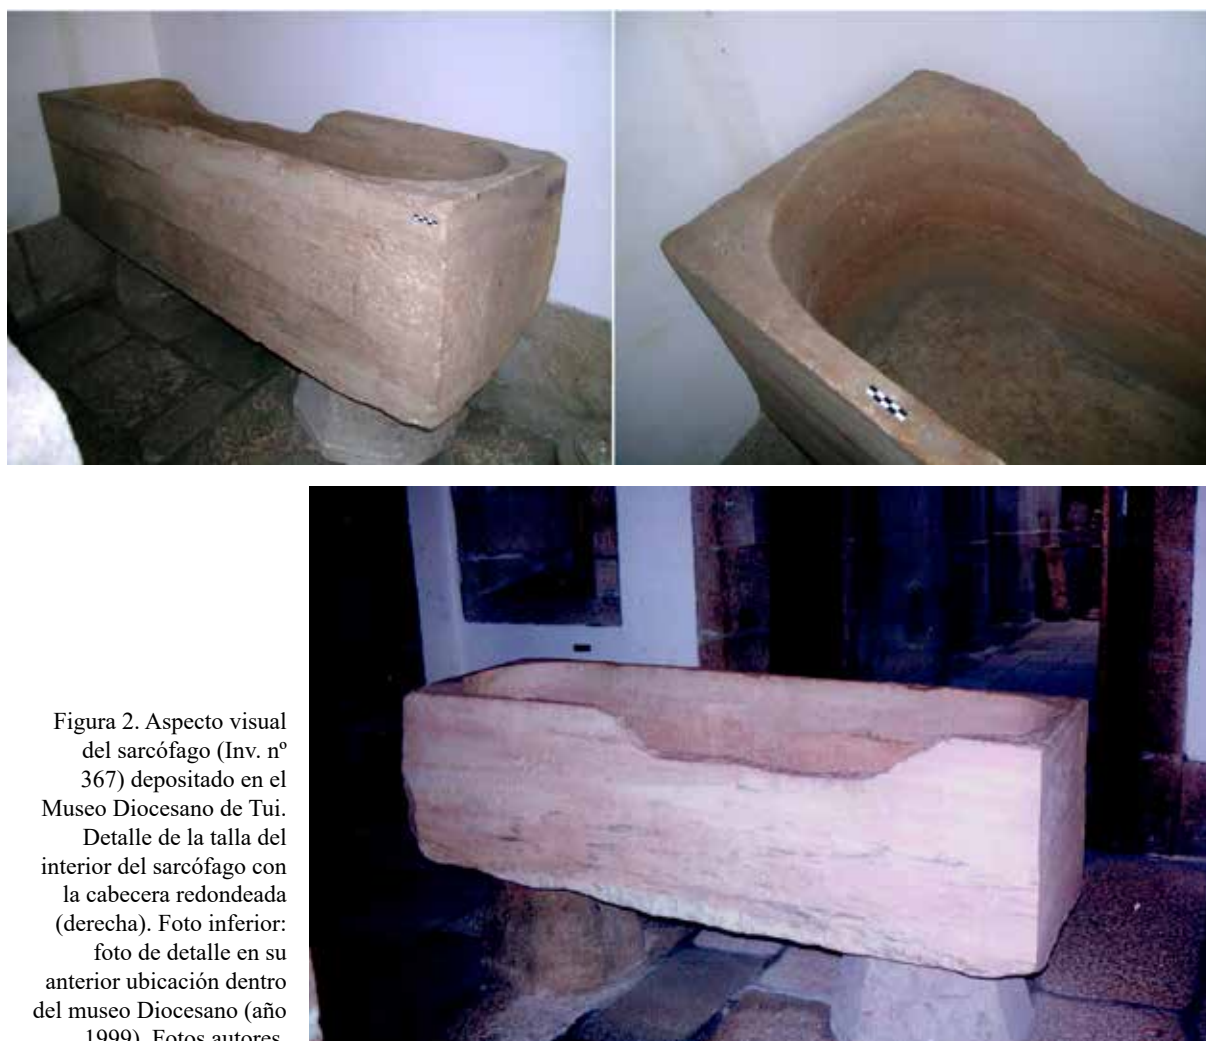 Figura 2. Aspecto visual
del sarcófago (Inv. nº
367) depositado en el
Museo Diocesano de Tui.
Detalle de la talla del
interior del sarcófago con
la cabecera redondeada
(derecha). Foto inferior:
foto de detalle en su
anterior ubicación dentro
del museo Diocesano (año
1999). Fotos autores.